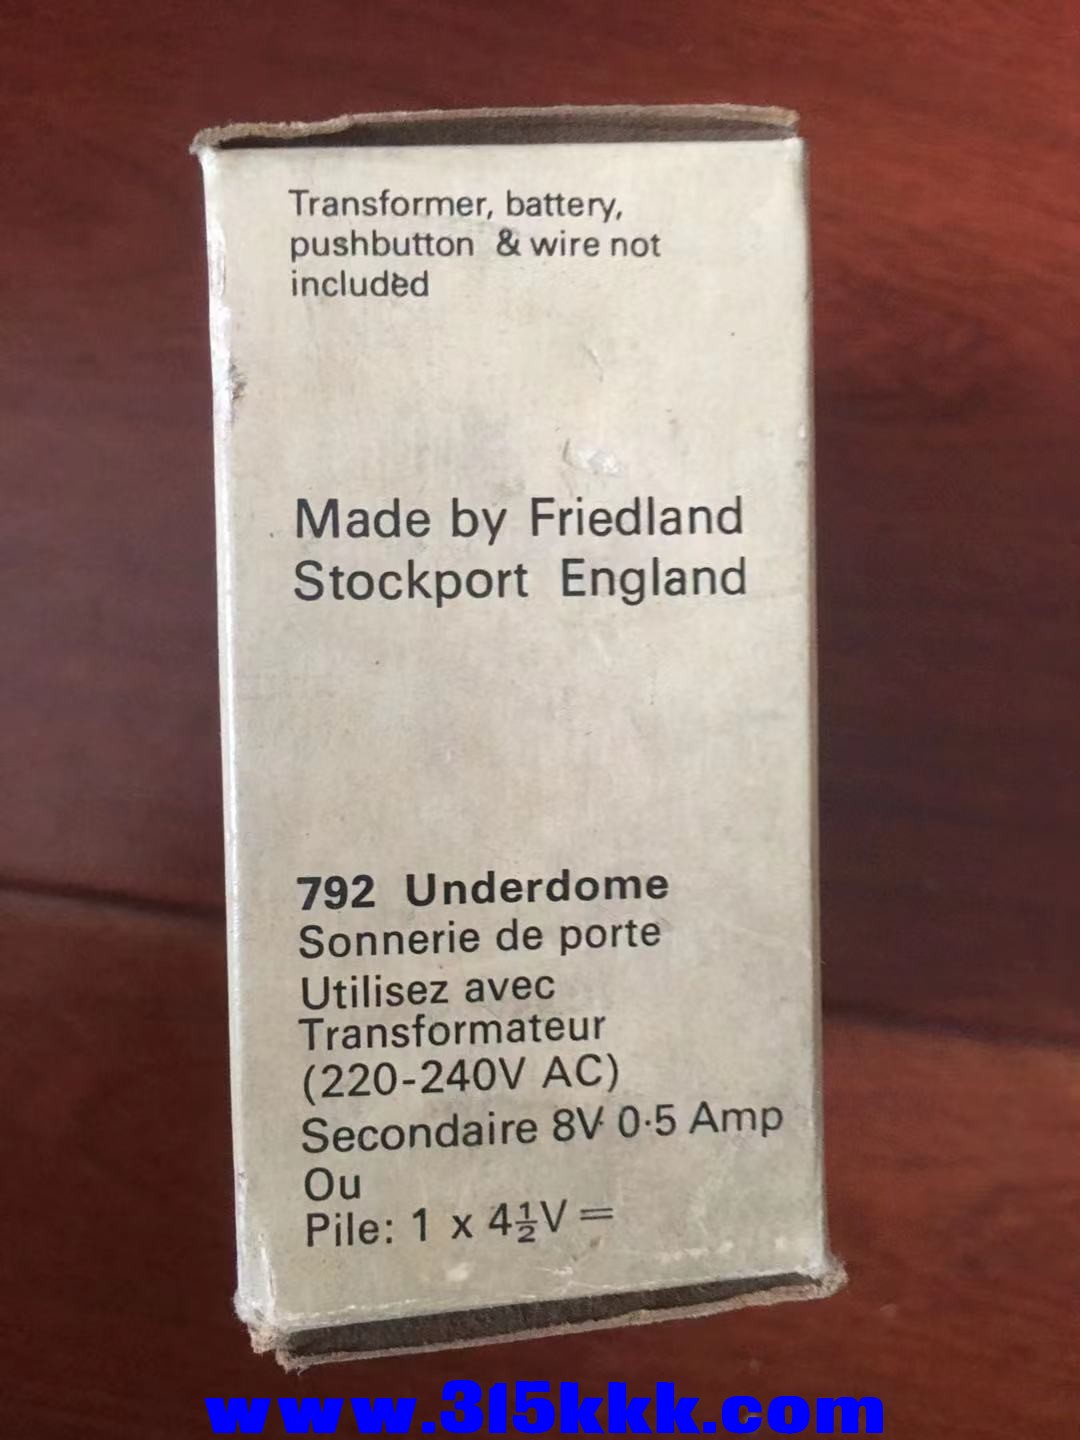 Transformer, battery,
pushbutton & wire not
included
Made by Friedland
Stockport England
792 Underdome
Sonnerie de porte
Utilisez avec
Transformateur
(220-240V AC)
Secondaire 8V 0·5 Amp
Ou
Pile: 1 x 4½V =
www.315kkk.com